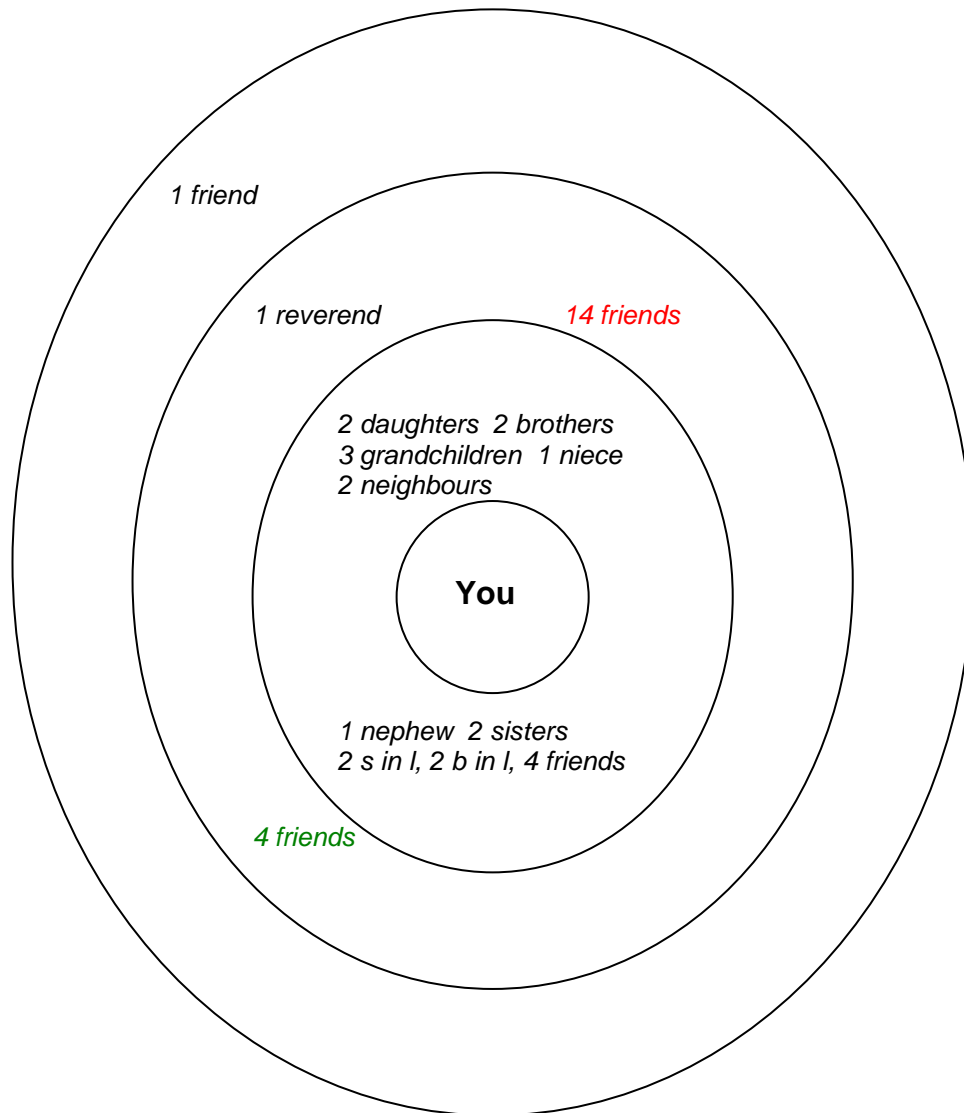 1 friend
1 reverend
14 friends
2 daughters 2 brothers
3 grandchildren 1 niece
2 neighbours
You
1 nephew 2 sisters
2 s in l, 2 b in l, 4 friends
4 friends